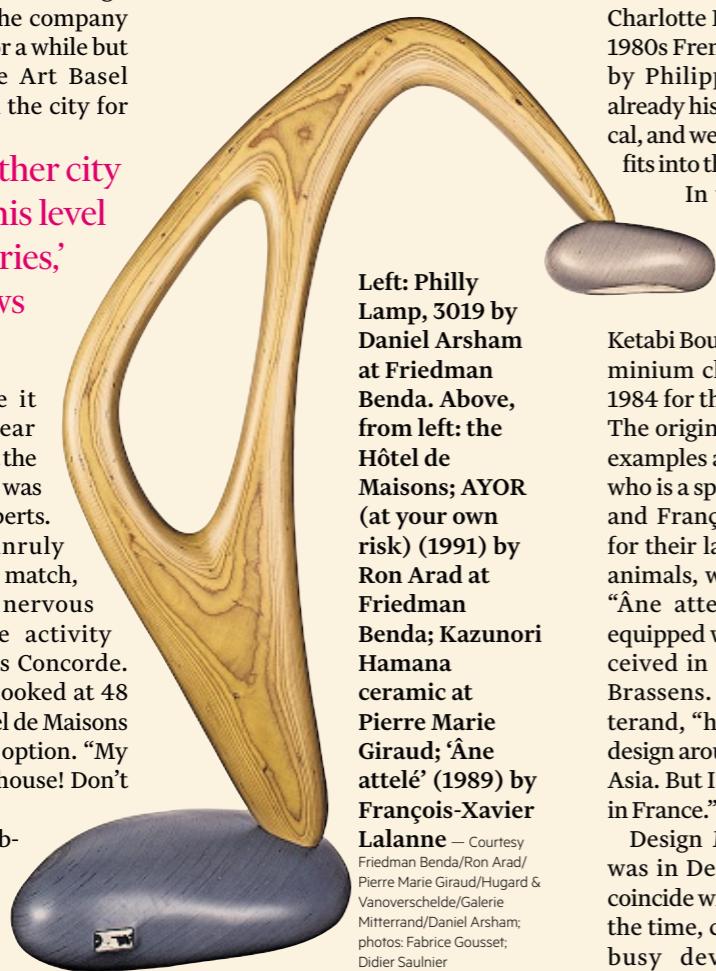 he company
or a while but
e Art Basel
the city for
ther city
his level
ries,’
ws
e it
ear
the
was
perts.
unruly
match,
nervous
e activity
s Concorde.
ooked at 48
el de Maisons
option. “My
house! Don’t
b-
Left: Philly
Lamp, 3019 by
Daniel Arsham
at Friedman
Benda. Above,
from left: the
Hôtel de
Maisons; AYOR
(at your own
risk) (1991) by
Ron Arad at
Friedman
Benda; Kazunori
Hamana
ceramic at
Pierre Marie
Giraud; ‘Âne
attelé’ (1989) by
François-Xavier
Lalanne — Courtesy
Friedman Benda/Ron Arad/
Pierre Marie Giraud/Hugard &
Vanoverschelde/Galerie
Mitterrand/Daniel Arsham;
photos: Fabrice Gousset;
Didier Saulnier
Charlotte
1980s Fren
by Philipp
already his
cal, and we
fits into th
In
Ketabi Bou
minium c
1984 for th
The origin
examples a
who is a sp
and Franç
for their la
animals, w
“Âne atte
equipped w
ceived in
Brassens.
terand, “h
design arou
Asia. But I
in France.”
Design
was in De
coincide w
the time, c
busy dev